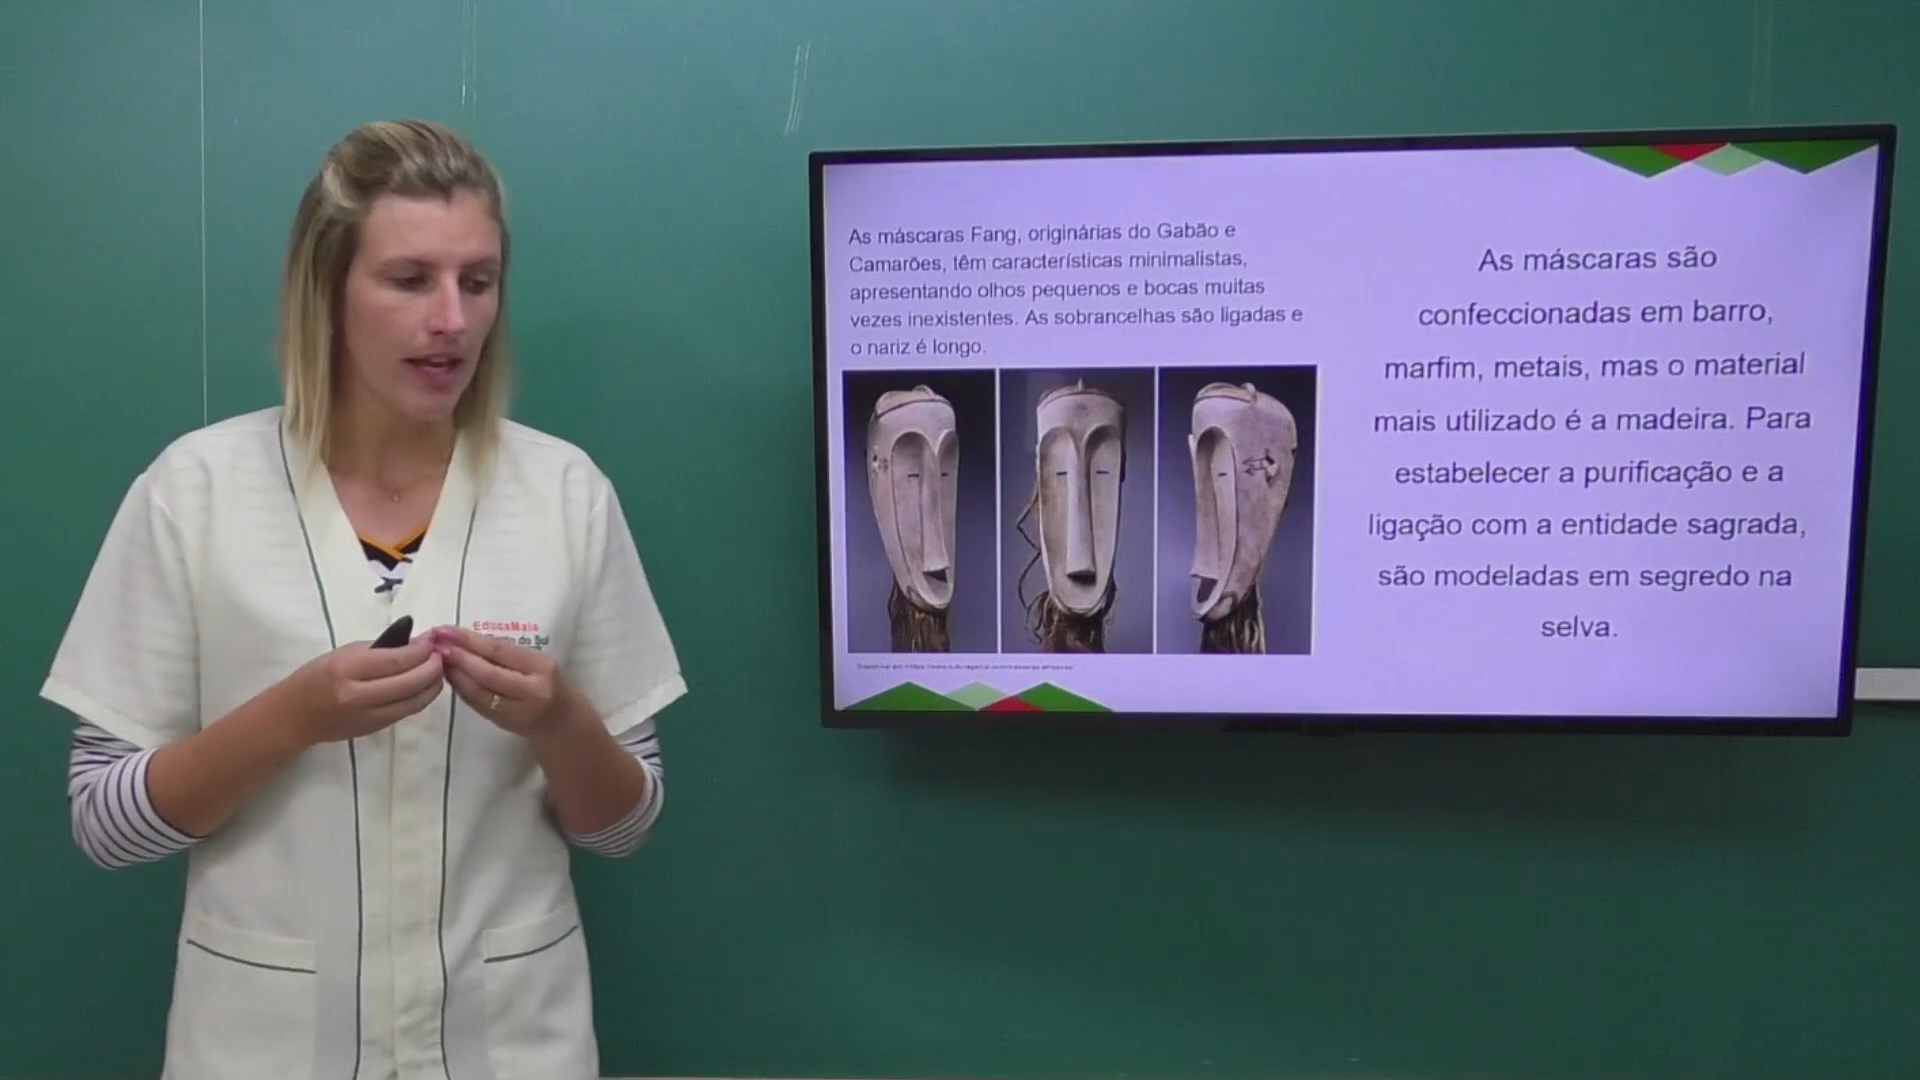 As máscaras Fang, originárias do Gabão e
Camarões, têm características minimalistas,
apresentando olhos pequenos e bocas muitas
vezes inexistentes. As sobrancelhas são ligadas e
o nariz é longo.
As máscaras são
confeccionadas em barro,
marfim, metais, mas o material
mais utilizado é a madeira. Para
estabelecer a purificação e a
ligação com a entidade sagrada,
são modeladas em segredo na
selva.
EducaMais
do Sul